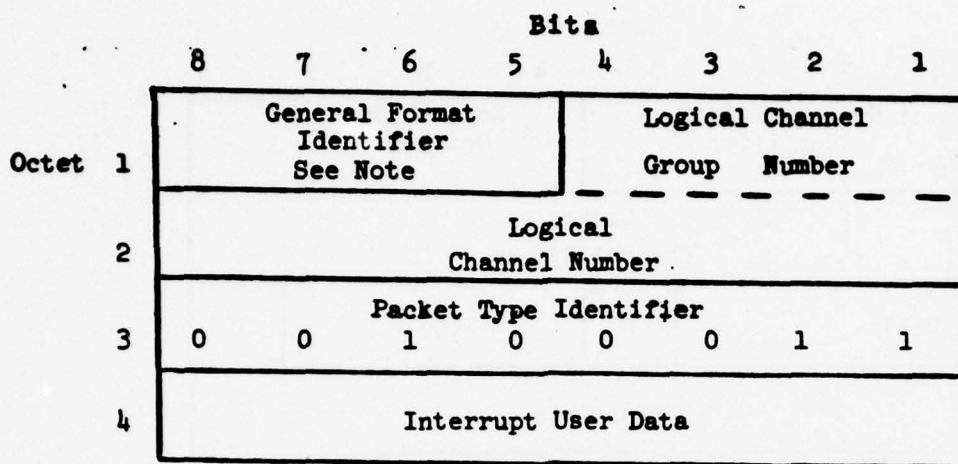 Bits
8 7 6 5 4 3 2 1
General Format Logical Channel
Identifier
Octet 1 See Note Group Number
Logical
2 Channel Number
Packet Type Identifier
3 0 0 1 0 0 0 1 1
4 Interrupt User Data